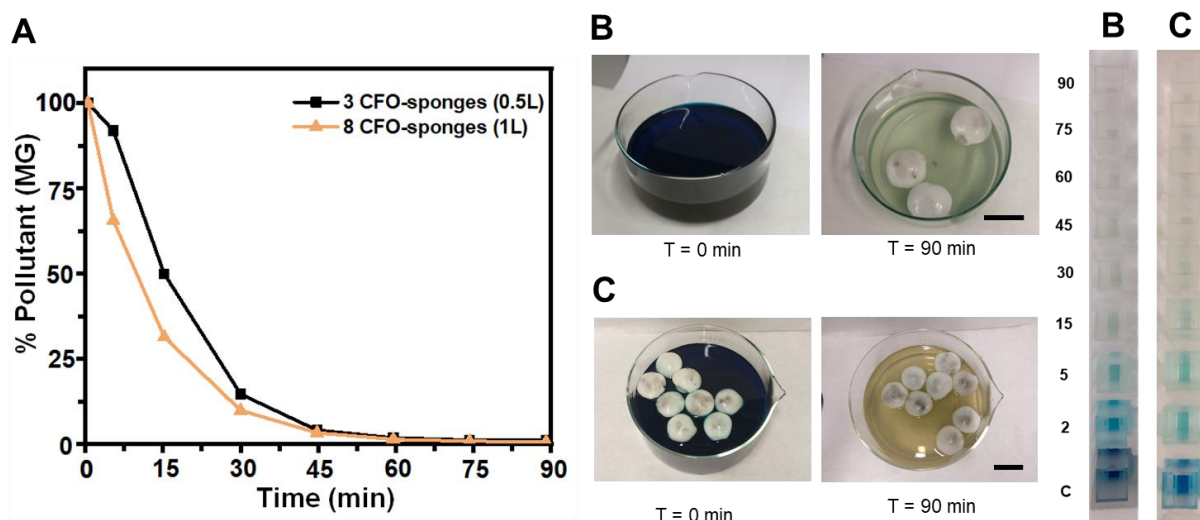 A
% Pollutant (MG)
100
75
50
25
0
3 CFO-sponges (0.5L)
8 CFO-sponges (1L)
0 15 30 45 60 75 90
Time (min)
B
T = 0 min
T = 90 min
C
T = 0 min
T = 90 min
B C
90
75
60
45
30
15
5
2
C